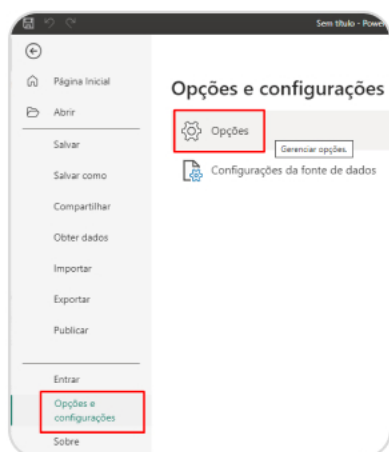 Sem título - Power
Página Inicial
Opções e configurações
Abrir
Opções
Salvar
Gerenciar opções.
Salvar como
Configurações da fonte de dados
Compartilhar
Obter dados
Importar
Exportar
Publicar
Entrar
Opções e
configurações
Sobre